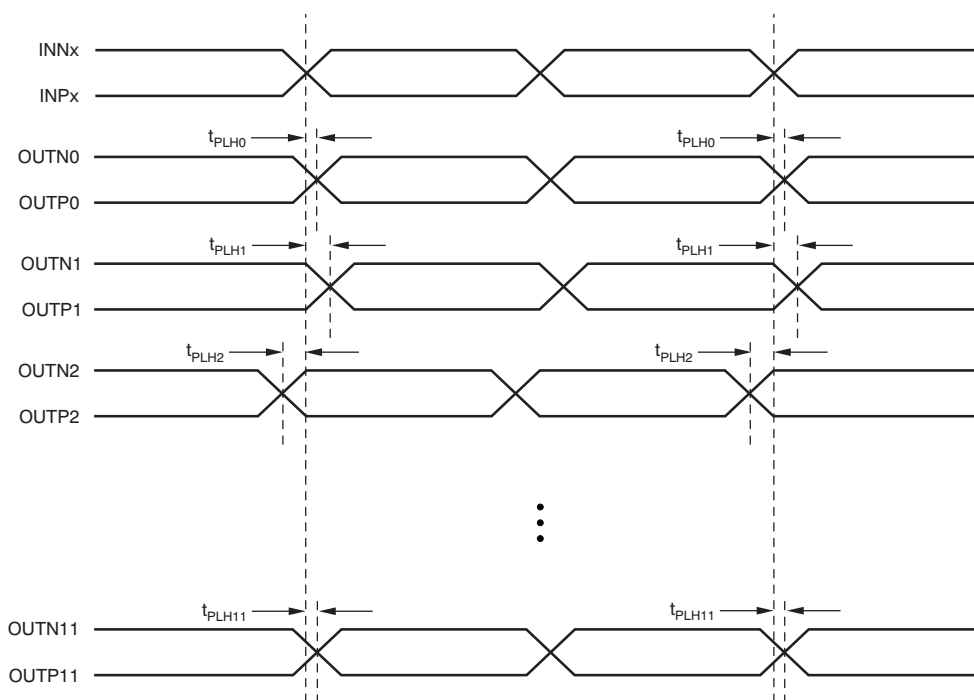 INNx
INPx
tPLH0 tPLH0
OUTN0
OUTP0
tPLH1 tPLH1
OUTN1
OUTP1
tPLH2 tPLH2
OUTN2
OUTP2
tPLH11 tPLH11
OUTN11
OUTP11